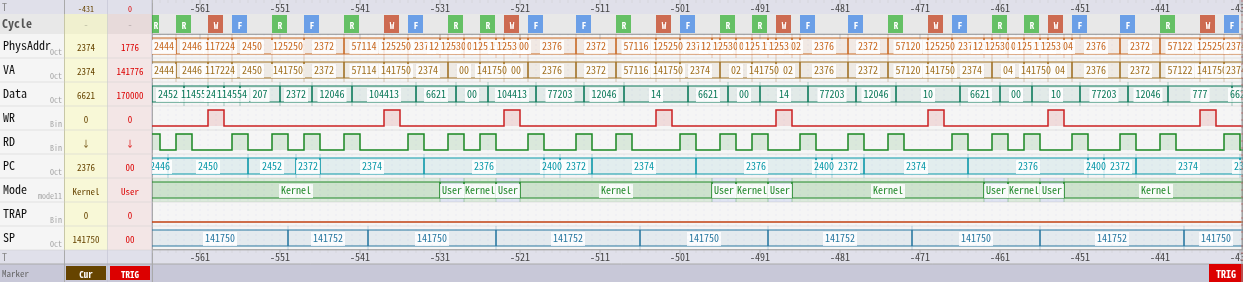 T -431 0 -561 -551 -541 -531 -521 -511 -501 -491 -481 -471 -461 -451 -441
Cycle - - R R W F R F R W F R R W F F R W F R R W F F R W F R R W F F R W F
PhysAddr Oct 2374 1776 2444 2446 117224 2450 125250 2372 57114 125250 2376 2372 57116 125250 2376 2372 57120 125250 2376 2372 57122
VA Oct 2374 141776 2444 2446 117224 2450 141750 2372 57114 141750 2374 00 141750 00 2376 2372 57116 141750 2374 02 141750 02 2376 2372 57120 141750 2374 04 141750 04 2376 2372 57122
Data Oct 6621 170000 2452 207 2372 12046 104413 6621 00 104413 77203 12046 14 6621 00 14 77203 12046 10 6621 00 10 77203 12046 777
WR Bin 0 0
RD Bin ↓ ↓
PC Oct 2376 00 2446 2450 2452 2372 2374 2376 2400 2372 2374 2376 2400 2372 2374 2376 2400 2372 2374
Mode mode11 Kernel User Kernel User Kernel User Kernel User Kernel User Kernel User Kernel User Kernel
TRAP Bin 0 0
SP Oct 141750 00 141750 141752 141750 141752 141750 141752 141750 141752 141750
T -561 -551 -541 -531 -521 -511 -501 -491 -481 -471 -461 -451 -441
Marker Cur TRIG TRIG